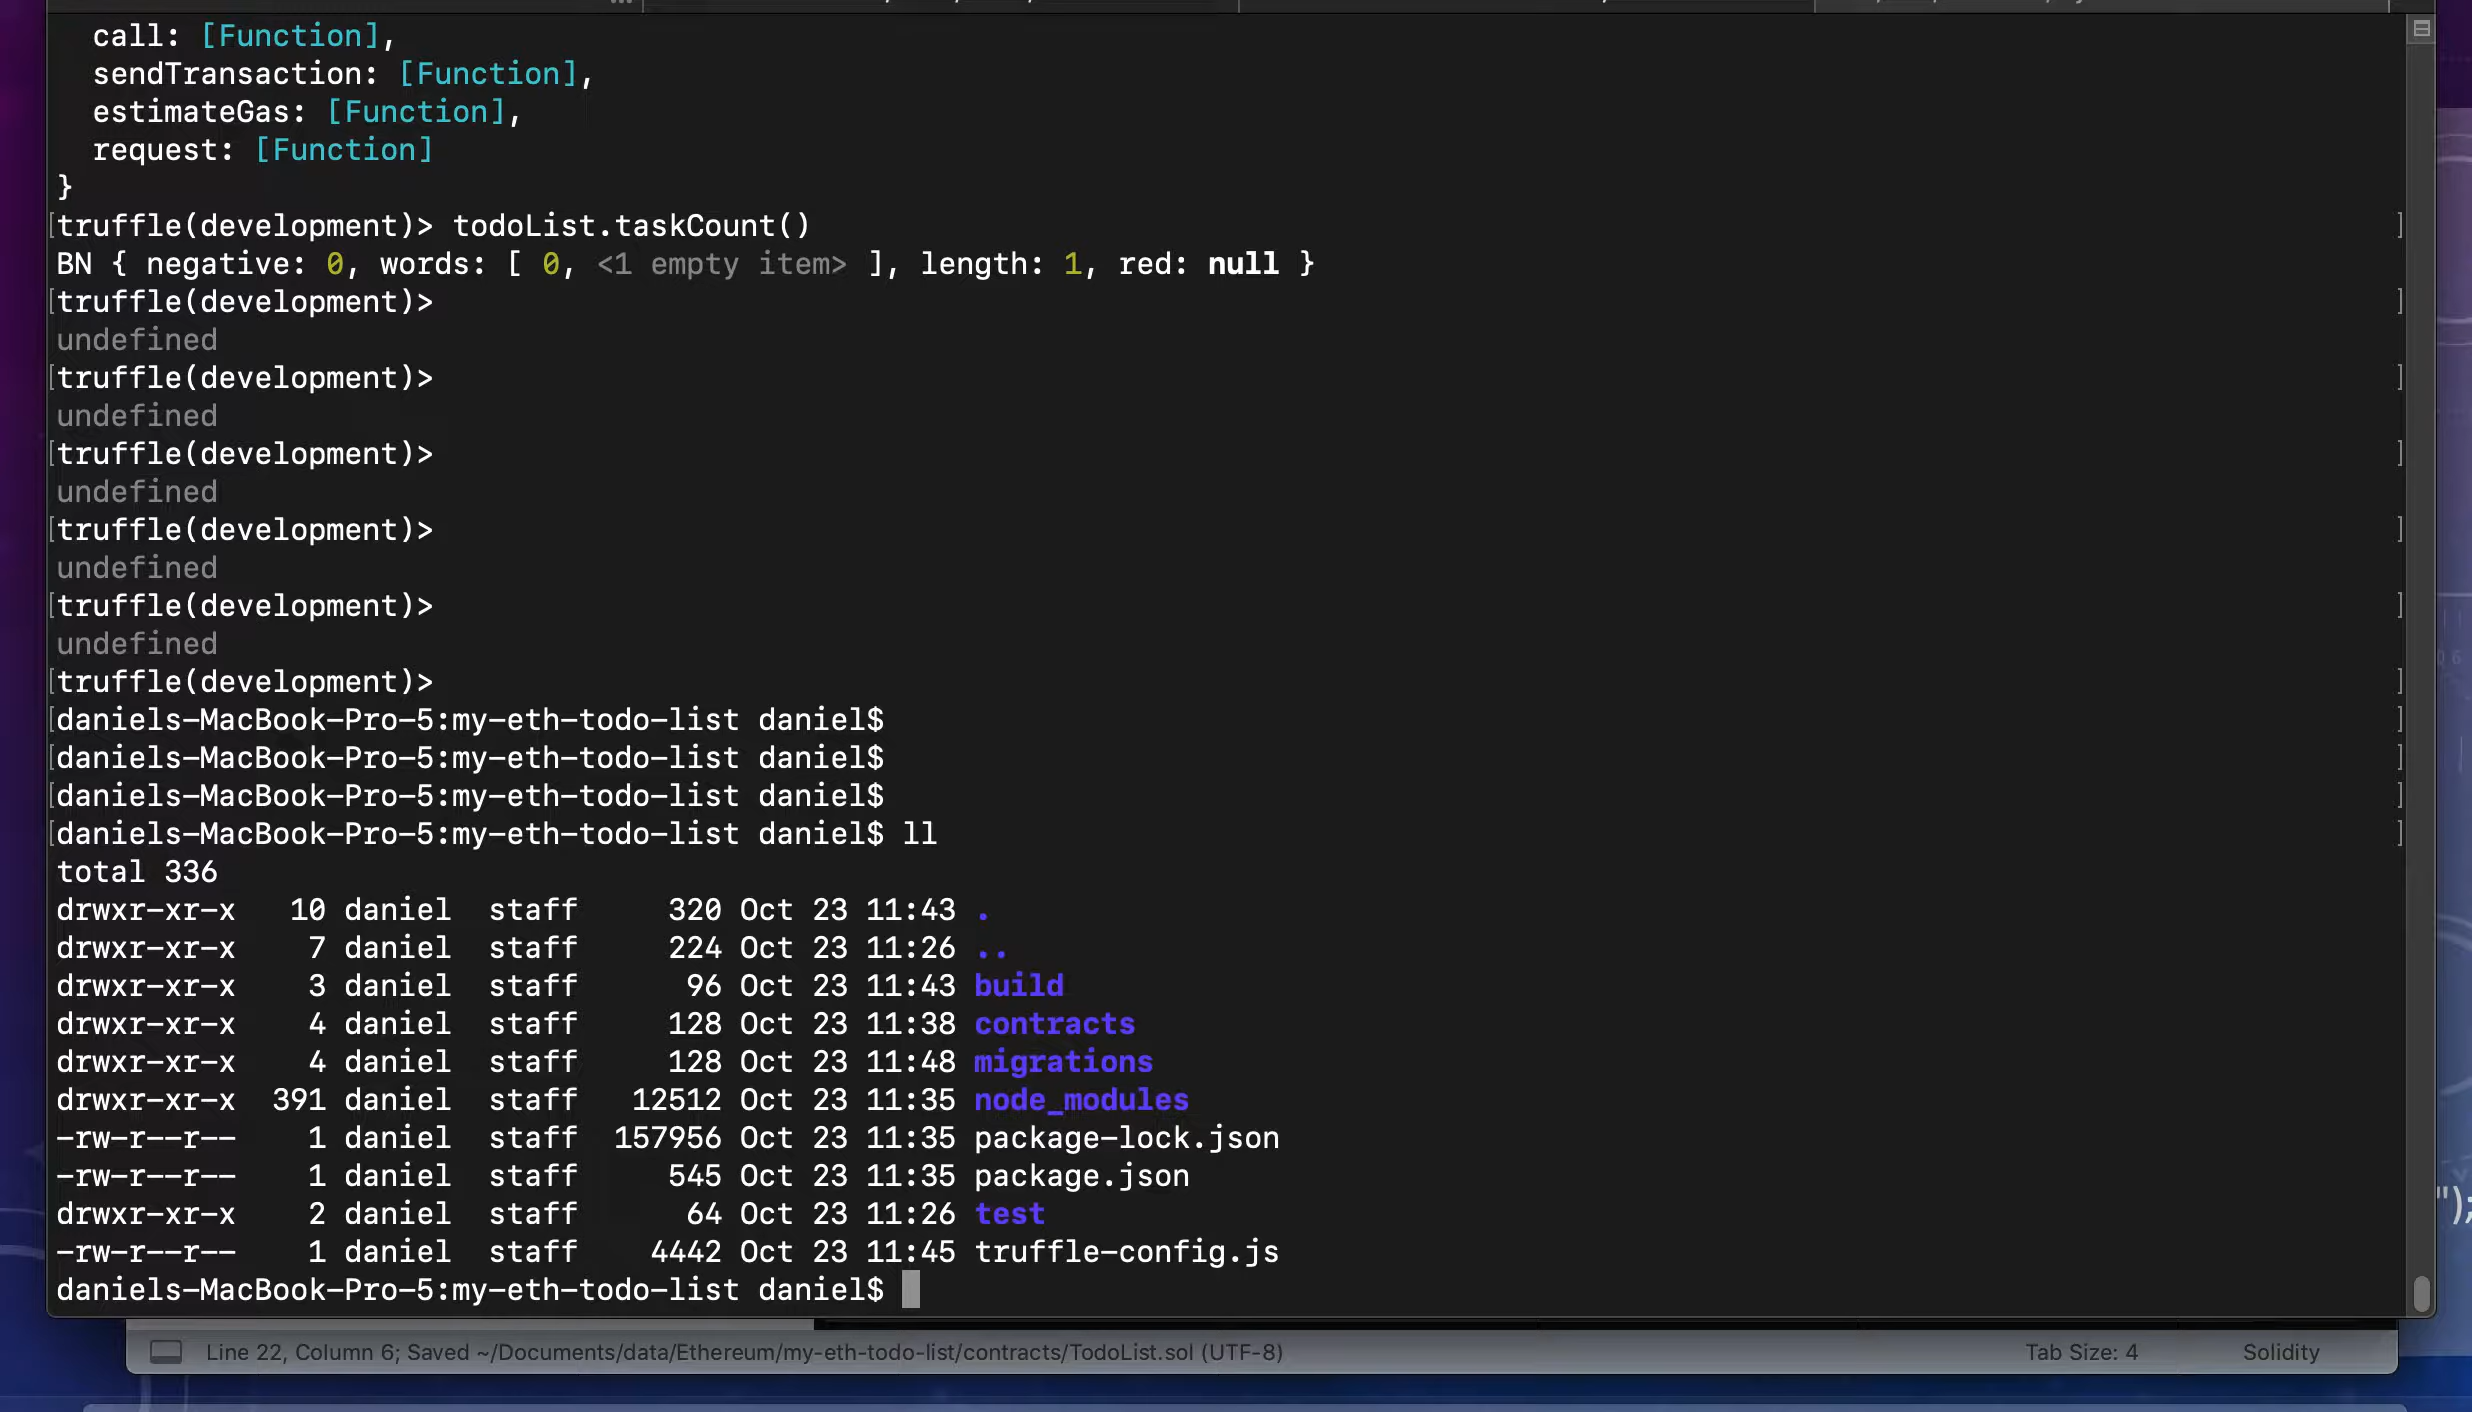 call: [Function],
sendTransaction: [Function],
estimateGas: [Function],
request: [Function]
}
[truffle(development)> todoList.taskCount() ]
BN { negative: 0, words: [ 0, <1 empty item> ], length: 1, red: null }
[truffle(development)> ]
undefined
[truffle(development)> ]
undefined
[truffle(development)> ]
undefined
[truffle(development)> ]
undefined
[truffle(development)> ]
undefined
[truffle(development)> ]
[daniels-MacBook-Pro-5:my-eth-todo-list daniel$ ]
[daniels-MacBook-Pro-5:my-eth-todo-list daniel$ ]
[daniels-MacBook-Pro-5:my-eth-todo-list daniel$ ]
[daniels-MacBook-Pro-5:my-eth-todo-list daniel$ ll ]
total 336
drwxr-xr-x 10 daniel staff 320 Oct 23 11:43 .
drwxr-xr-x 7 daniel staff 224 Oct 23 11:26 ..
drwxr-xr-x 3 daniel staff 96 Oct 23 11:43 build
drwxr-xr-x 4 daniel staff 128 Oct 23 11:38 contracts
drwxr-xr-x 4 daniel staff 128 Oct 23 11:48 migrations
drwxr-xr-x 391 daniel staff 12512 Oct 23 11:35 node_modules
-rw-r--r-- 1 daniel staff 157956 Oct 23 11:35 package-lock.json
-rw-r--r-- 1 daniel staff 545 Oct 23 11:35 package.json
drwxr-xr-x 2 daniel staff 64 Oct 23 11:26 test
-rw-r--r-- 1 daniel staff 4442 Oct 23 11:45 truffle-config.js
daniels-MacBook-Pro-5:my-eth-todo-list daniel$
");
Line 22, Column 6; Saved ~/Documents/data/Ethereum/my-eth-todo-list/contracts/TodoList.sol (UTF-8) Tab Size: 4 Solidity